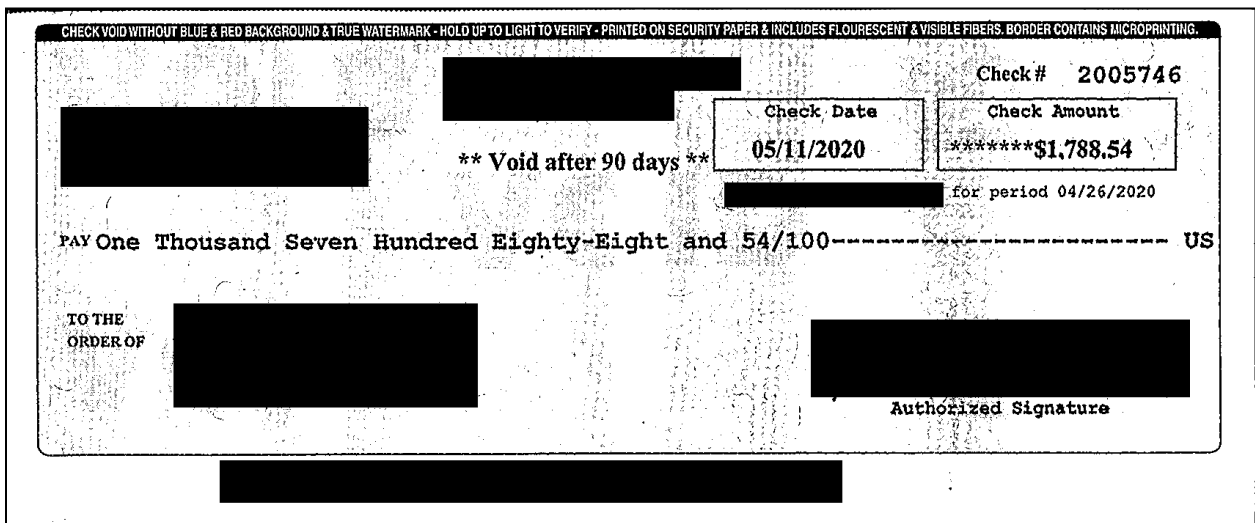 CHECK VOID WITHOUT BLUE & RED BACKGROUND & TRUE WATERMARK - HOLD UP TO LIGHT TO VERIFY - PRINTED ON SECURITY PAPER & INCLUDES FLOURESCENT & VISIBLE FIBERS. BORDER CONTAINS MICROPRINTING.
Check # 2005746
Check Date
05/11/2020
Check Amount
*******$1,788.54
** Void after 90 days **
for period 04/26/2020
PAY One Thousand Seven Hundred Eighty-Eight and 54/100------------------------ US
TO THE
ORDER OF
Authorized Signature